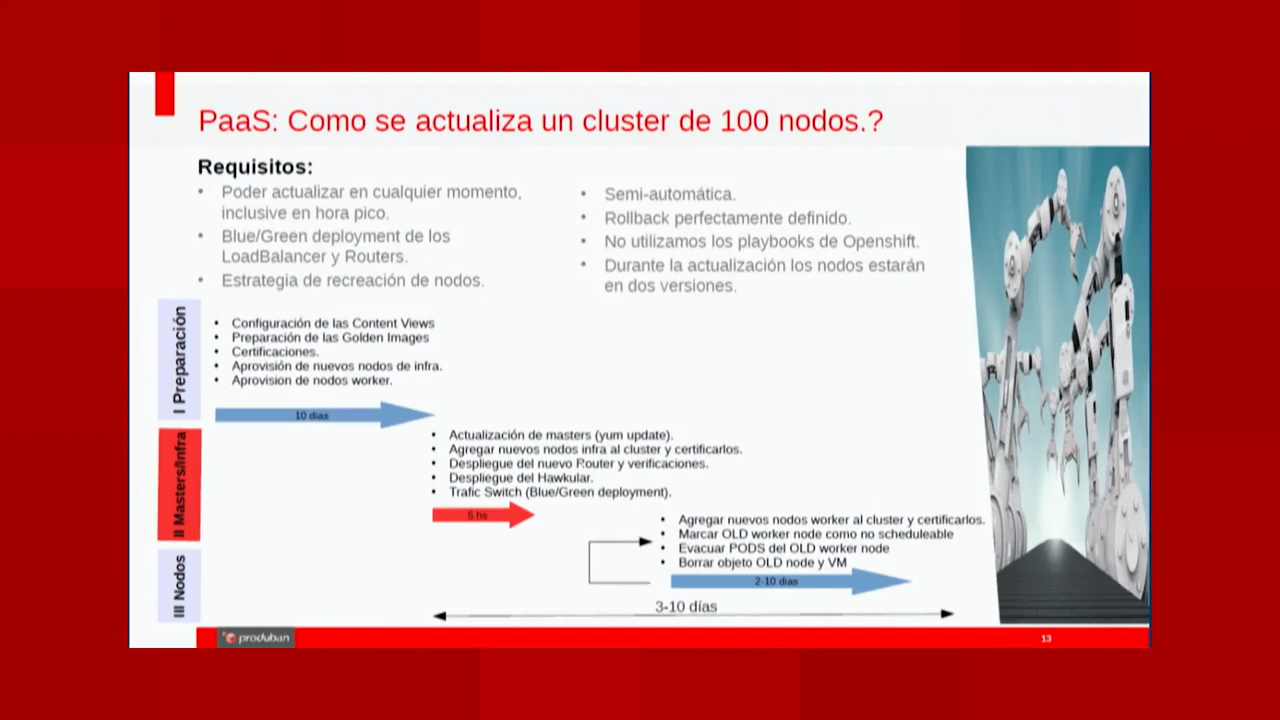 PaaS: Como se actualiza un cluster de 100 nodos.?
Requisitos:
• Poder actualizar en cualquier momento,
inclusive en hora pico.
• Blue/Green deployment de los
LoadBalancer y Routers.
• Estrategia de recreación de nodos.
• Semi-automática.
• Rollback perfectamente definido.
• No utilizamos los playbooks de Openshift.
• Durante la actualización los nodos estarán
en dos versiones.
I Preparación
• Configuración de las Content Views
• Preparación de las Golden Images
• Certificaciones.
• Aprovisión de nuevos nodos de infra.
• Aprovision de nodos worker.
10 dias
II Masters/Infra
• Actualización de masters (yum update).
• Agregar nuevos nodos infra al cluster y certificarlos.
• Despliegue del nuevo Router y verificaciones.
• Despliegue del Hawkular.
• Trafic Switch (Blue/Green deployment).
5 hs
III Nodos
• Agregar nuevos nodos worker al cluster y certificarlos.
• Marcar OLD worker node como no scheduleable
• Evacuar PODS del OLD worker node
• Borrar objeto OLD node y VM
2-10 dias
3-10 días
produban
13